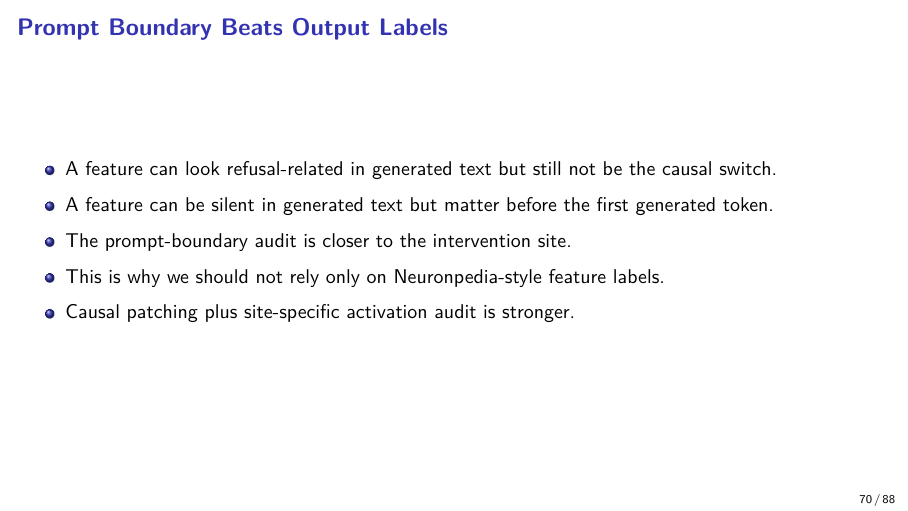 Prompt Boundary Beats Output Labels
A feature can look refusal-related in generated text but still not be the causal switch.
A feature can be silent in generated text but matter before the first generated token.
The prompt-boundary audit is closer to the intervention site.
This is why we should not rely only on Neuronpedia-style feature labels.
Causal patching plus site-specific activation audit is stronger.
70 / 88